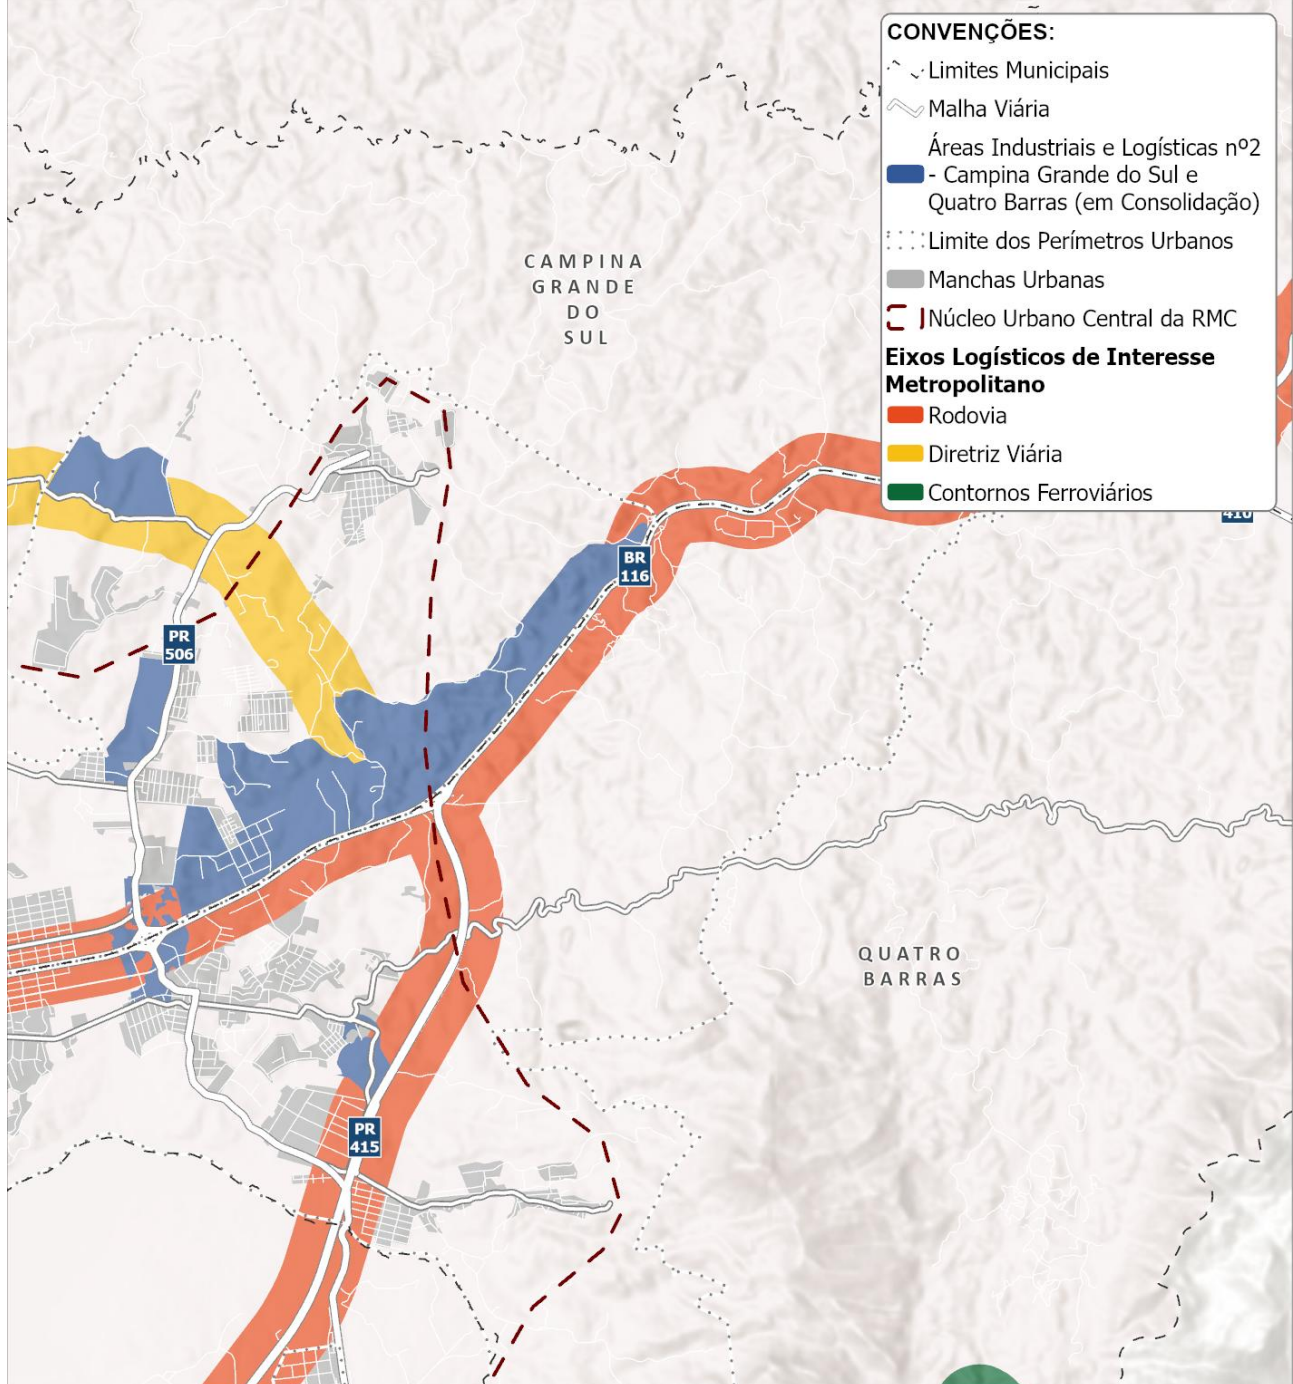 CONVENÇÕES:
Limites Municipais
Malha Viária
Áreas Industriais e Logísticas nº2
- Campina Grande do Sul e
Quatro Barras (em Consolidação)
Limite dos Perímetros Urbanos
Manchas Urbanas
Núcleo Urbano Central da RMC
Eixos Logísticos de Interesse
Metropolitano
Rodovia
Diretriz Viária
Contornos Ferroviários
CAMPINA
GRANDE
DO
SUL
410
BR
116
PR
506
QUATRO
BARRAS
PR
415